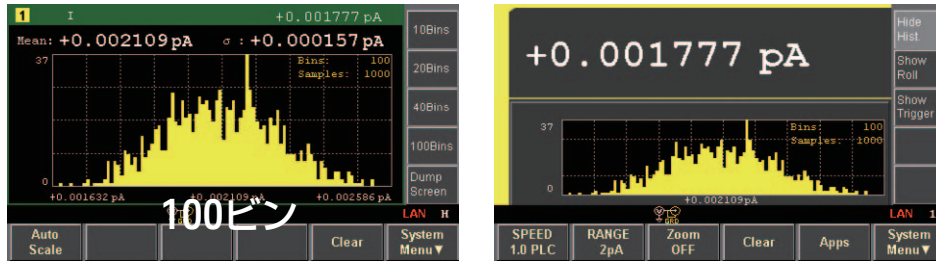 1 I +0.001777 pA
Mean: +0.002109 pA σ : +0.000157 pA
37
Bins: 100
Samples: 1000
0
+0.001632 pA +0.002109 pA +0.002586 pA
10Bins
20Bins
40Bins
100Bins
Dump
Screen
100ビン
GRD
LAN H
Auto
Scale
Clear
System
Menu▼
+0.001777 pA
Hide
Hist.
Show
Roll
Show
Trigger
37
Bins: 100
Samples: 1000
0
+0.002109pA
GRD
LAN 1
SPEED
1.0 PLC
RANGE
2pA
Zoom
OFF
Clear
Apps
System
Menu▼